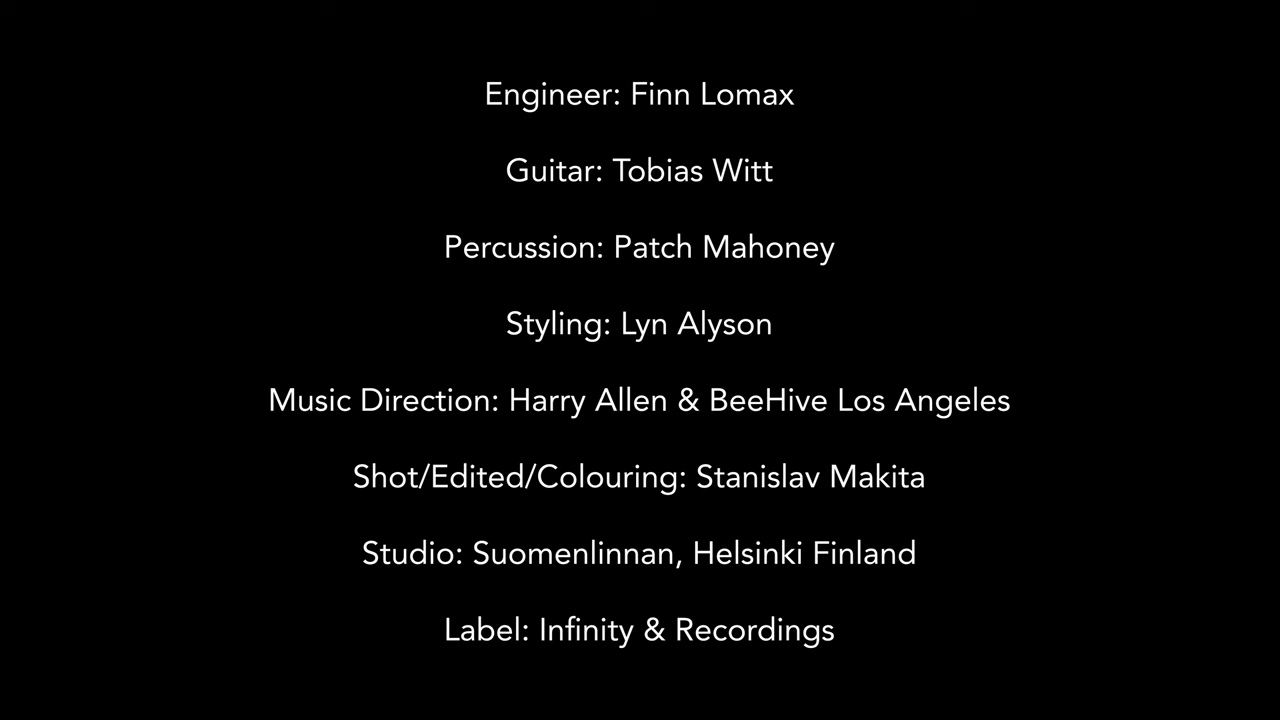 Engineer: Finn Lomax
Guitar: Tobias Witt
Percussion: Patch Mahoney
Styling: Lyn Alyson
Music Direction: Harry Allen & BeeHive Los Angeles
Shot/Edited/Colouring: Stanislav Makita
Studio: Suomenlinnan, Helsinki Finland
Label: Infinity & Recordings